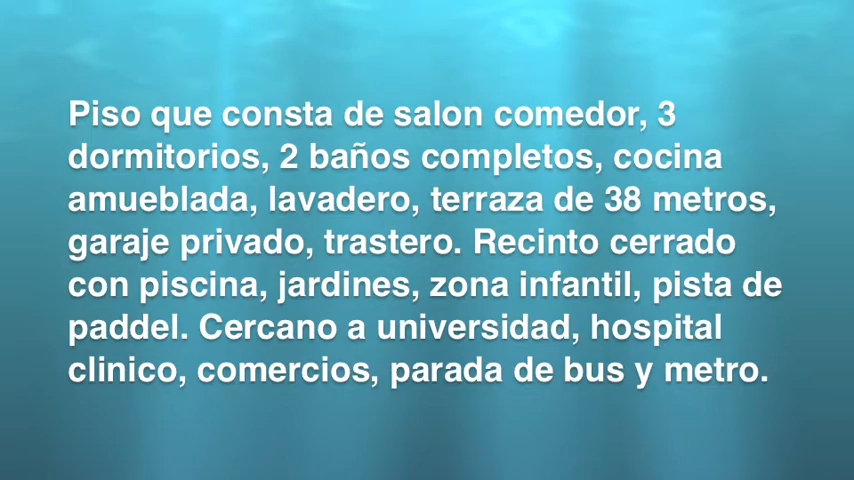 Piso que consta de salon comedor, 3
dormitorios, 2 baños completos, cocina
amueblada, lavadero, terraza de 38 metros,
garaje privado, trastero. Recinto cerrado
con piscina, jardines, zona infantil, pista de
paddel. Cercano a universidad, hospital
clinico, comercios, parada de bus y metro.